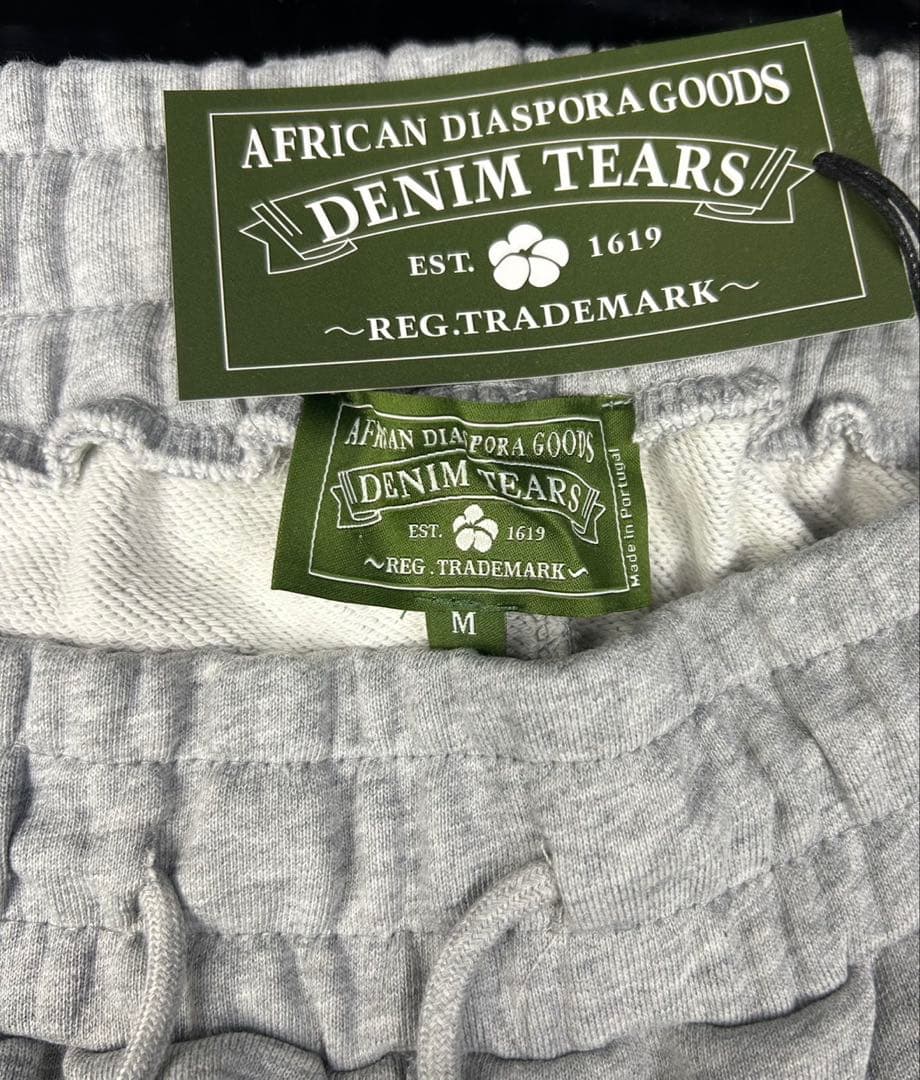 AFRICAN DIASPORA GOODS
DENIM TEARS
EST. 1619
~REG.TRADEMARK~
AFRICAN DIASPORA GOODS
DENIM TEARS
EST. 1619
~REG. TRADEMARK~
Made in Portugal
M